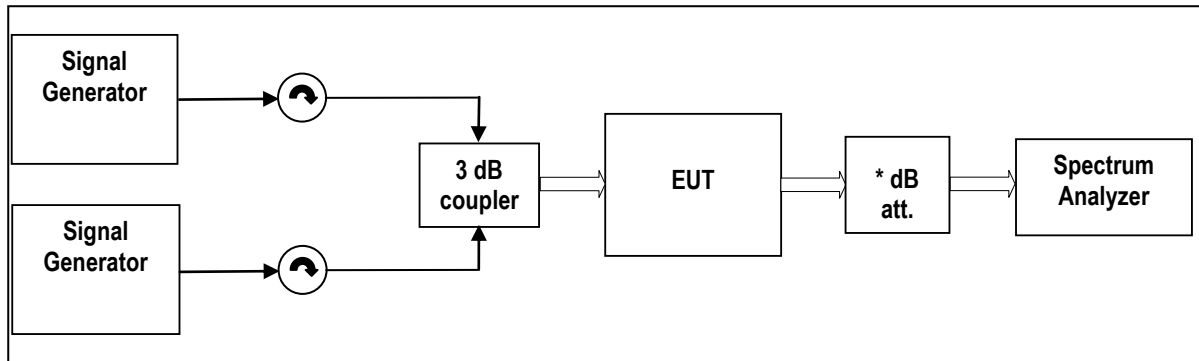 Signal
Generator
3 dB
coupler
EUT
* dB
att.
Spectrum
Analyzer
Signal
Generator